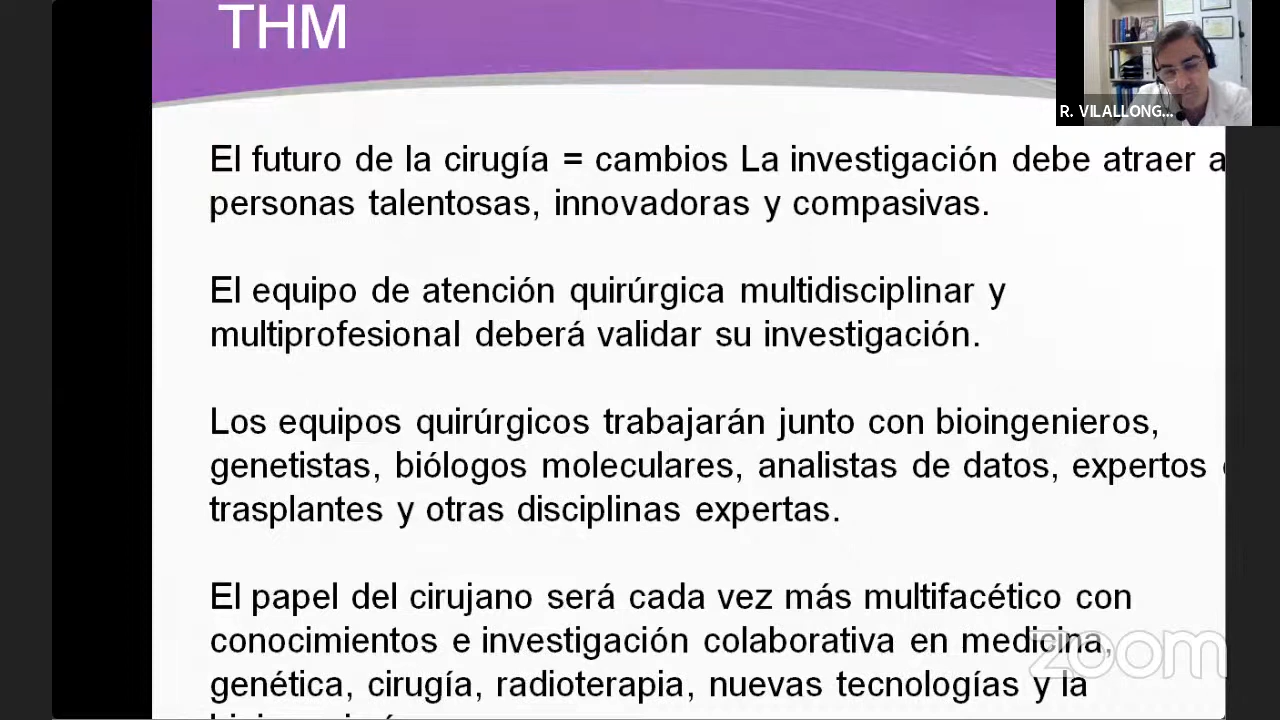 THM
R. VILALLONG...
El futuro de la cirugía = cambios La investigación debe atraer a
personas talentosas, innovadoras y compasivas.
El equipo de atención quirúrgica multidisciplinar y
multiprofesional deberá validar su investigación.
Los equipos quirúrgicos trabajarán junto con bioingenieros,
genetistas, biólogos moleculares, analistas de datos, expertos
trasplantes y otras disciplinas expertas.
El papel del cirujano será cada vez más multifacético con
conocimientos e investigación colaborativa en medicina,
genética, cirugía, radioterapia, nuevas tecnologías y la
zoom